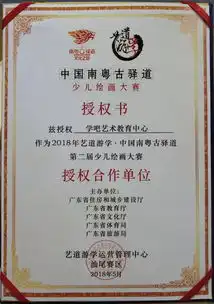 中国南粤古驿道
少儿绘画大赛
授权书
兹授权 学吧艺术教育中心
作为2018年艺道游学·中国南粤古驿道
第二届少儿绘画大赛
授权合作单位
主办单位：
广东省住房和城乡建设厅
广东省教育厅
广东省文化厅
广东省体育局
广东省旅游局
艺道游学运营管理中心
汕尾赛区
2018年5月